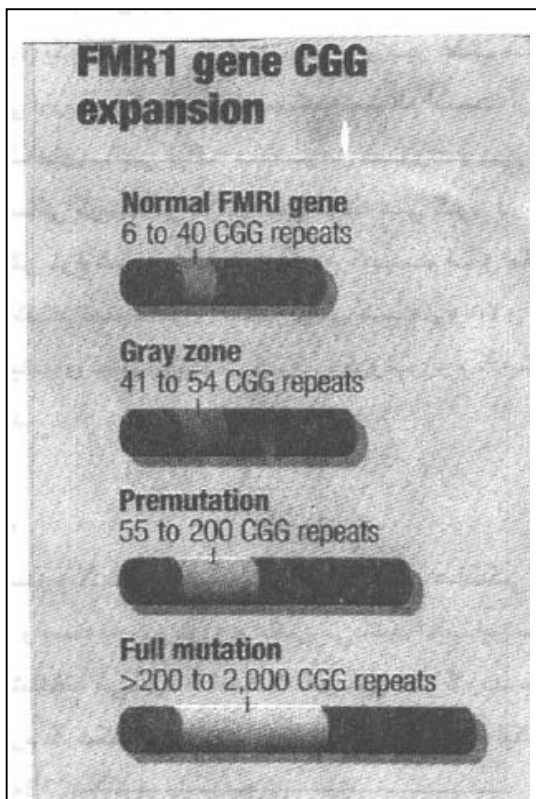 FMR1 gene CGG
expansion
Normal FMRI gene
6 to 40 CGG repeats
Gray zone
41 to 54 CGG repeats
Premutation
55 to 200 CGG repeats
Full mutation
>200 to 2,000 CGG repeats